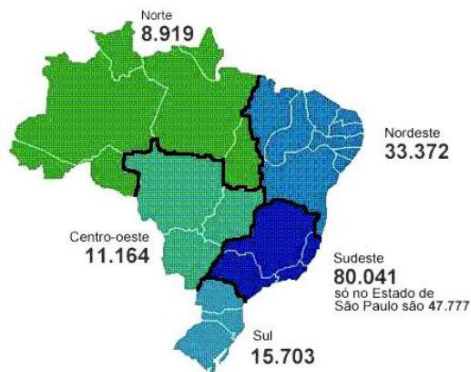 Norte
8.919
Nordeste
33.372
Centro-oeste
11.164
Sudeste
80.041
só no Estado de
São Paulo são 47.777
Sul
15.703